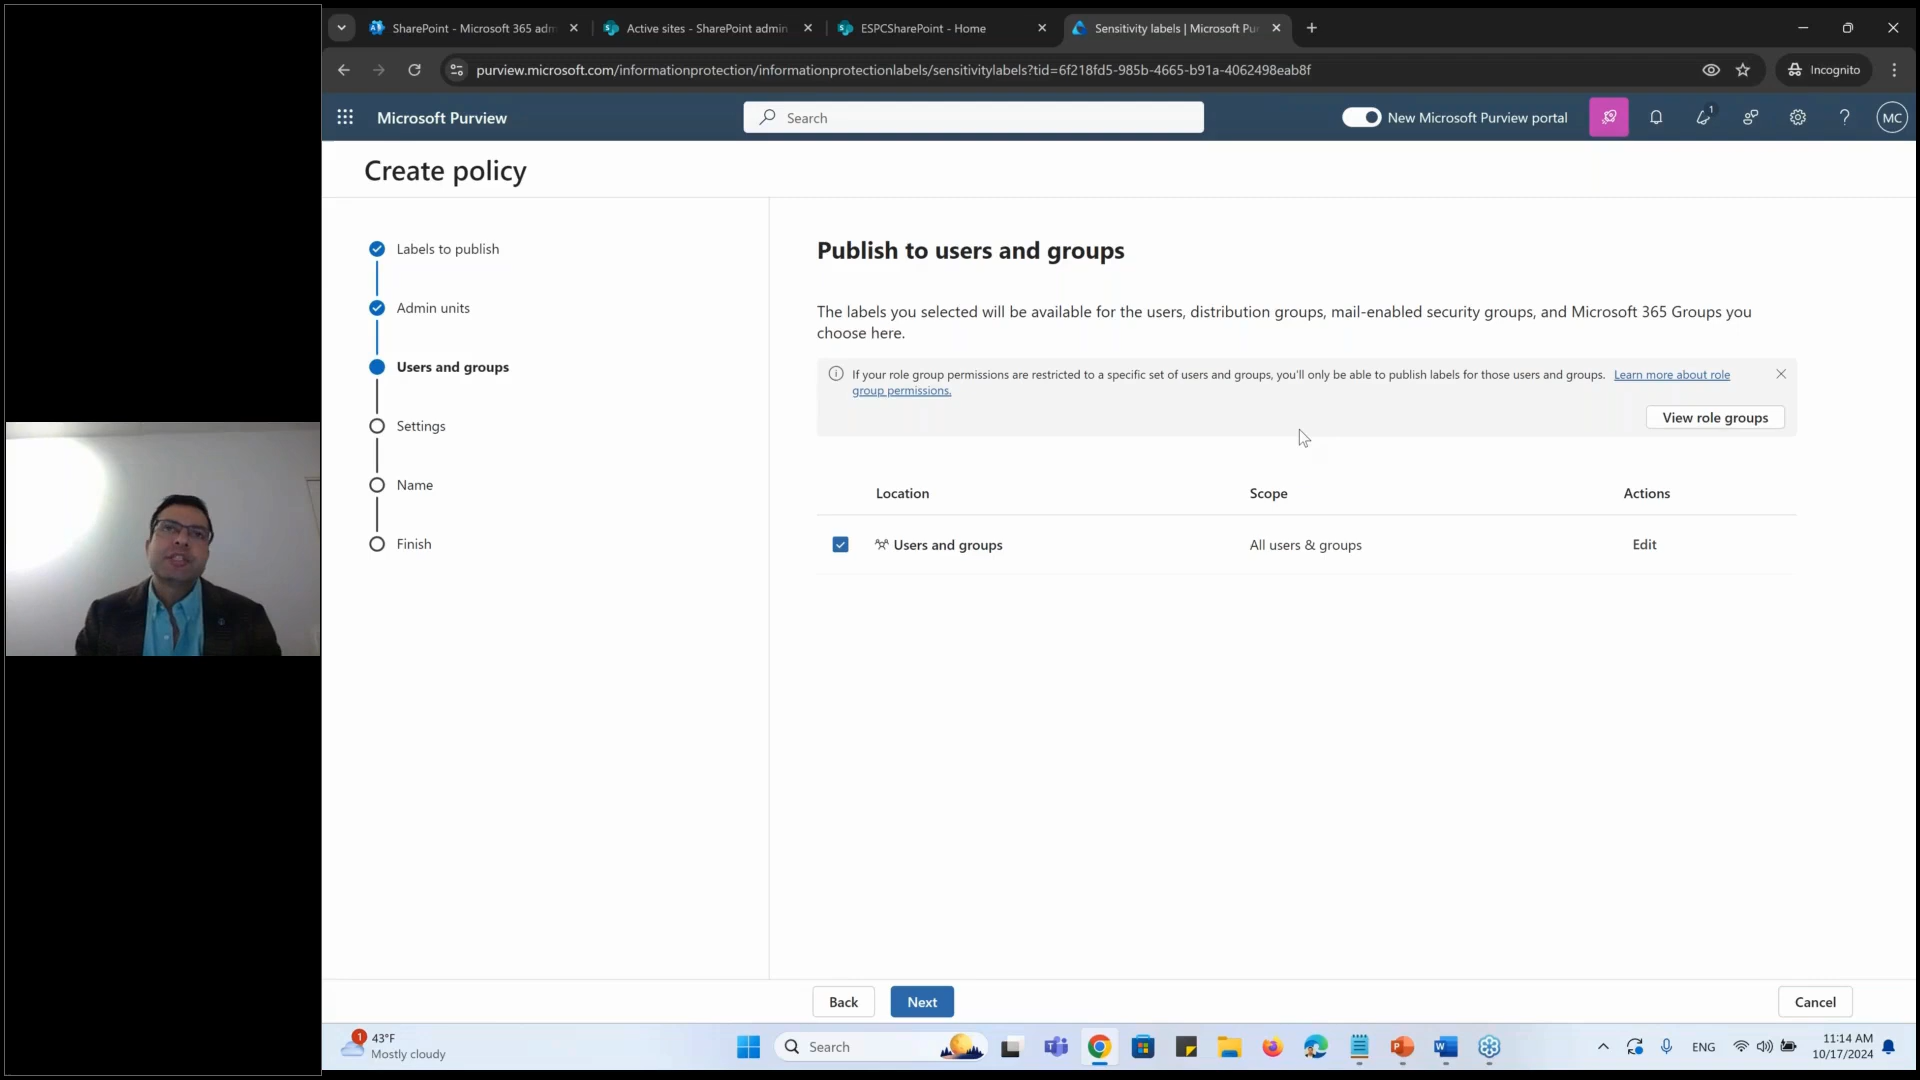 SharePoint - Microsoft 365 adm
Active sites - SharePoint admin
ESPCSharePoint - Home
Sensitivity labels | Microsoft Pu
purview.microsoft.com/informationprotection/informationprotectionlabels/sensitivitylabels?tid=6f218fd5-985b-4665-b91a-4062498eab8f
Incognito
Microsoft Purview
Search
New Microsoft Purview portal
1
?
MC
Create policy
Labels to publish
Admin units
Users and groups
Settings
Name
Finish
Publish to users and groups
The labels you selected will be available for the users, distribution groups, mail-enabled security groups, and Microsoft 365 Groups you
choose here.
If your role group permissions are restricted to a specific set of users and groups, you'll only be able to publish labels for those users and groups. Learn more about role
group permissions.
View role groups
Location Scope Actions
Users and groups All users & groups Edit
Back
Next
Cancel
1
43°F
Mostly cloudy
Search
ENG
11:14 AM
10/17/2024